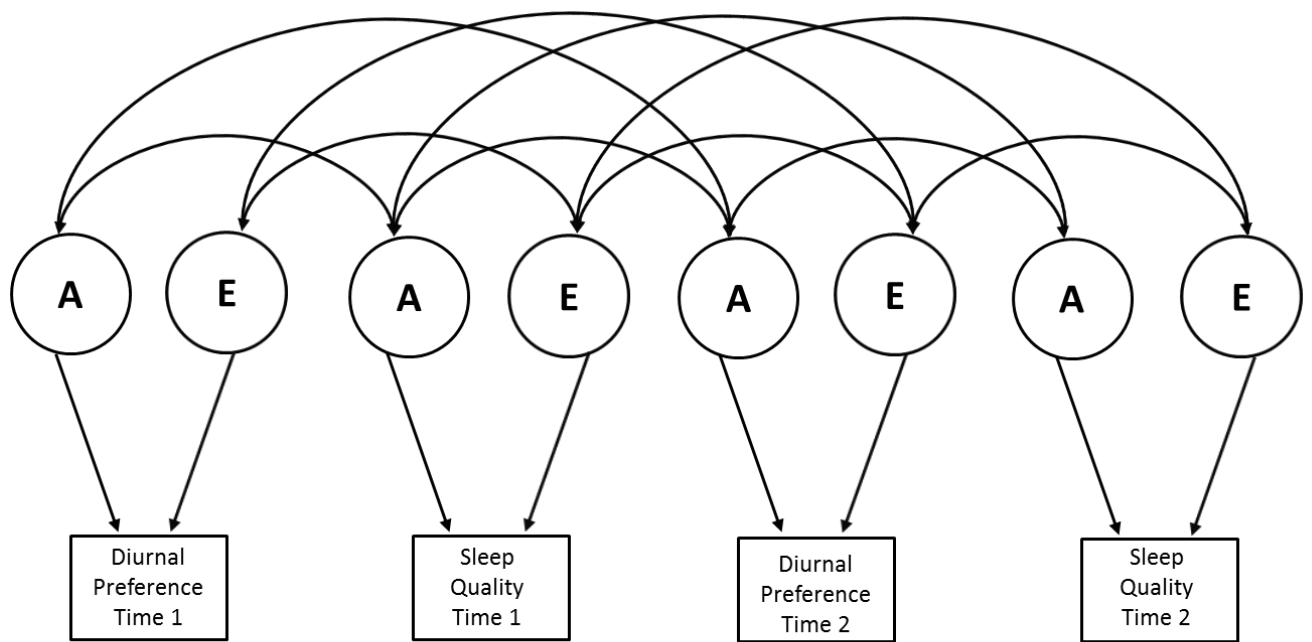 A
E
A
E
A
E
A
E
Diurnal
Preference
Time 1
Sleep
Quality
Time 1
Diurnal
Preference
Time 2
Sleep
Quality
Time 2